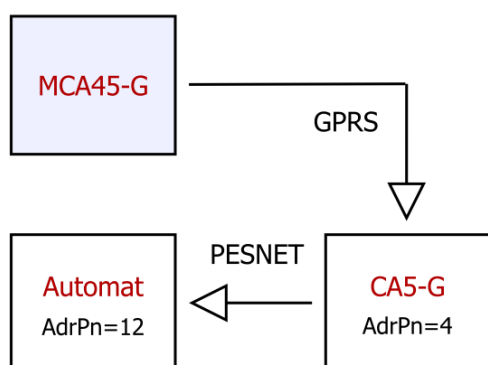 MCA45-G
GPRS
PESNET
Automat
AdrPn=12
CA5-G
AdrPn=4